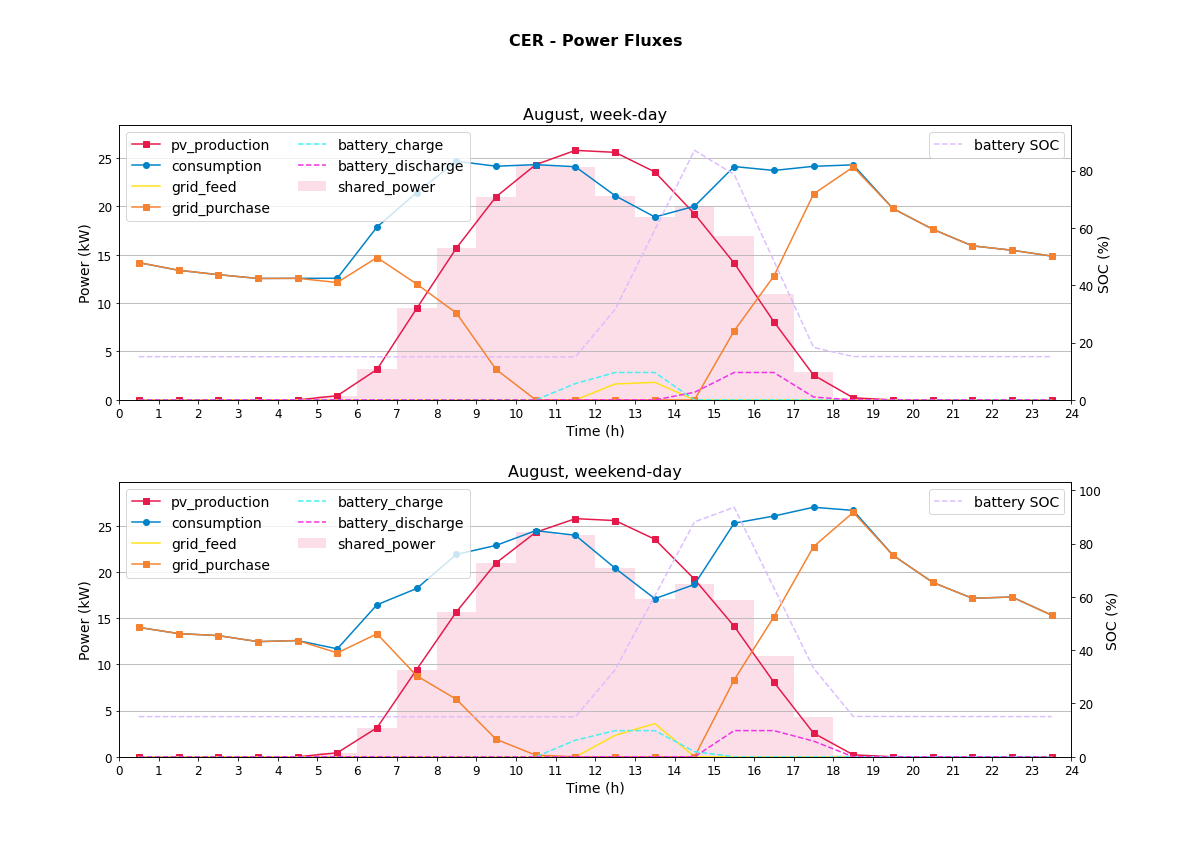 CER - Power Fluxes
August, week-day
pv_production
consumption
grid_feed
grid_purchase
battery_charge
battery_discharge
shared_power
battery SOC
Power (kW)
0
5
10
15
20
25
0 1 2 3 4 5 6 7 8 9 10 11 12 13 14 15 16 17 18 19 20 21 22 23 24
Time (h)
0
20
40
60
80
SOC (%)
August, weekend-day
pv_production
consumption
grid_feed
grid_purchase
battery_charge
battery_discharge
shared_power
battery SOC
Power (kW)
0
5
10
15
20
25
0 1 2 3 4 5 6 7 8 9 10 11 12 13 14 15 16 17 18 19 20 21 22 23 24
Time (h)
0
20
40
60
80
100
SOC (%)